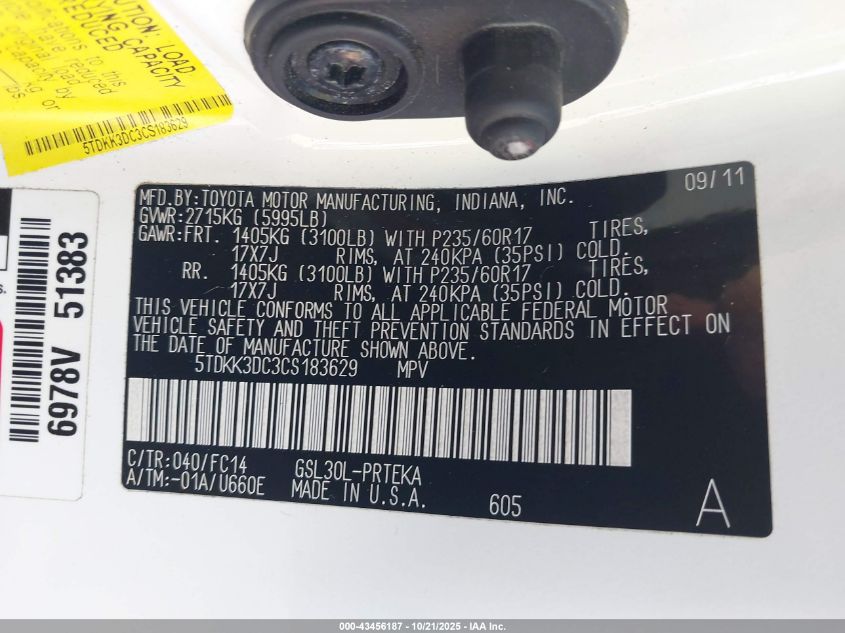 CAUTION: LOAD
CARRYING CAPACITY
REDUCED
5TDKK3DC3CS183629
6978V 51383
MFD.BY:TOYOTA MOTOR MANUFACTURING, INDIANA, INC. 09/11
GVWR:2715KG (5995LB)
GAWR:FRT. 1405KG (3100LB) WITH P235/60R17 TIRES,
17X7J RIMS, AT 240KPA (35PSI) COLD.
RR. 1405KG (3100LB) WITH P235/60R17 TIRES,
17X7J RIMS, AT 240KPA (35PSI) COLD.
THIS VEHICLE CONFORMS TO ALL APPLICABLE FEDERAL MOTOR
VEHICLE SAFETY AND THEFT PREVENTION STANDARDS IN EFFECT ON
THE DATE OF MANUFACTURE SHOWN ABOVE.
5TDKK3DC3CS183629 MPV
C/TR:040/FC14 GSL30L-PRTEKA
A/TM:-01A/U660E MADE IN U.S.A. 605 A
000-43456187 - 10/21/2025 - IAA Inc.